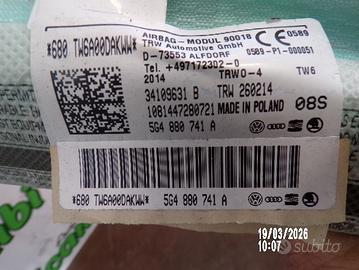 *680 TW6A00DAKWW*
AIRBAG - MODUL 90018
TRW Automotive GmbH
D-73553 ALFDORF
Tel. +497172302-0
2014 TRW0-4
CE 0589
0589-P1-000051
TW6
34109631 B TRW 260214
1081447280721 MADE IN POLAND 08S
5G4 880 741 A
*680 TW6A00DAKWW* 5G4 880 741 A
19/03/2026
10:07
subito